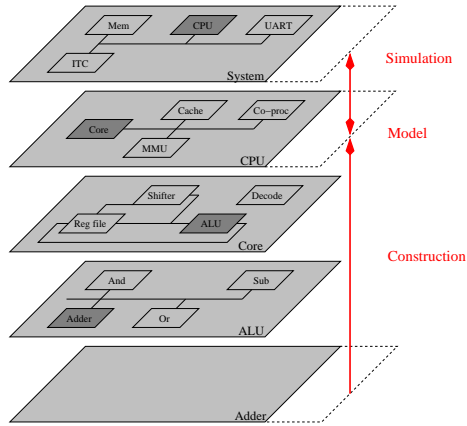 Mem
CPU
UART
ITC
System
Simulation
Cache
Co-proc
Core
MMU
CPU
Model
Shifter
Decode
Reg file
ALU
Core
Construction
And
Sub
Adder
Or
ALU
Adder